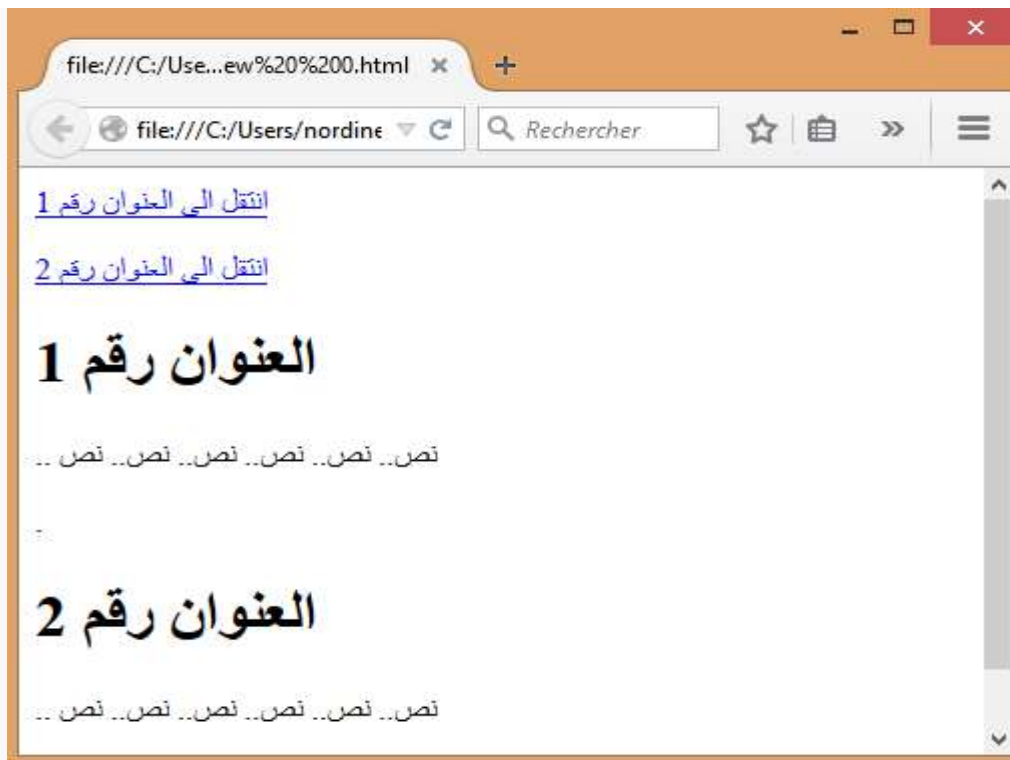 file:///C:/Use...ew%20%200.html
file:///C:/Users/nordine
Rechercher
انتقل الى العنوان رقم 1
انتقل الى العنوان رقم 2
العنوان رقم 1
نص.. نص.. نص.. نص.. نص.. نص ..
.
العنوان رقم 2
نص.. نص.. نص.. نص.. نص.. نص ..